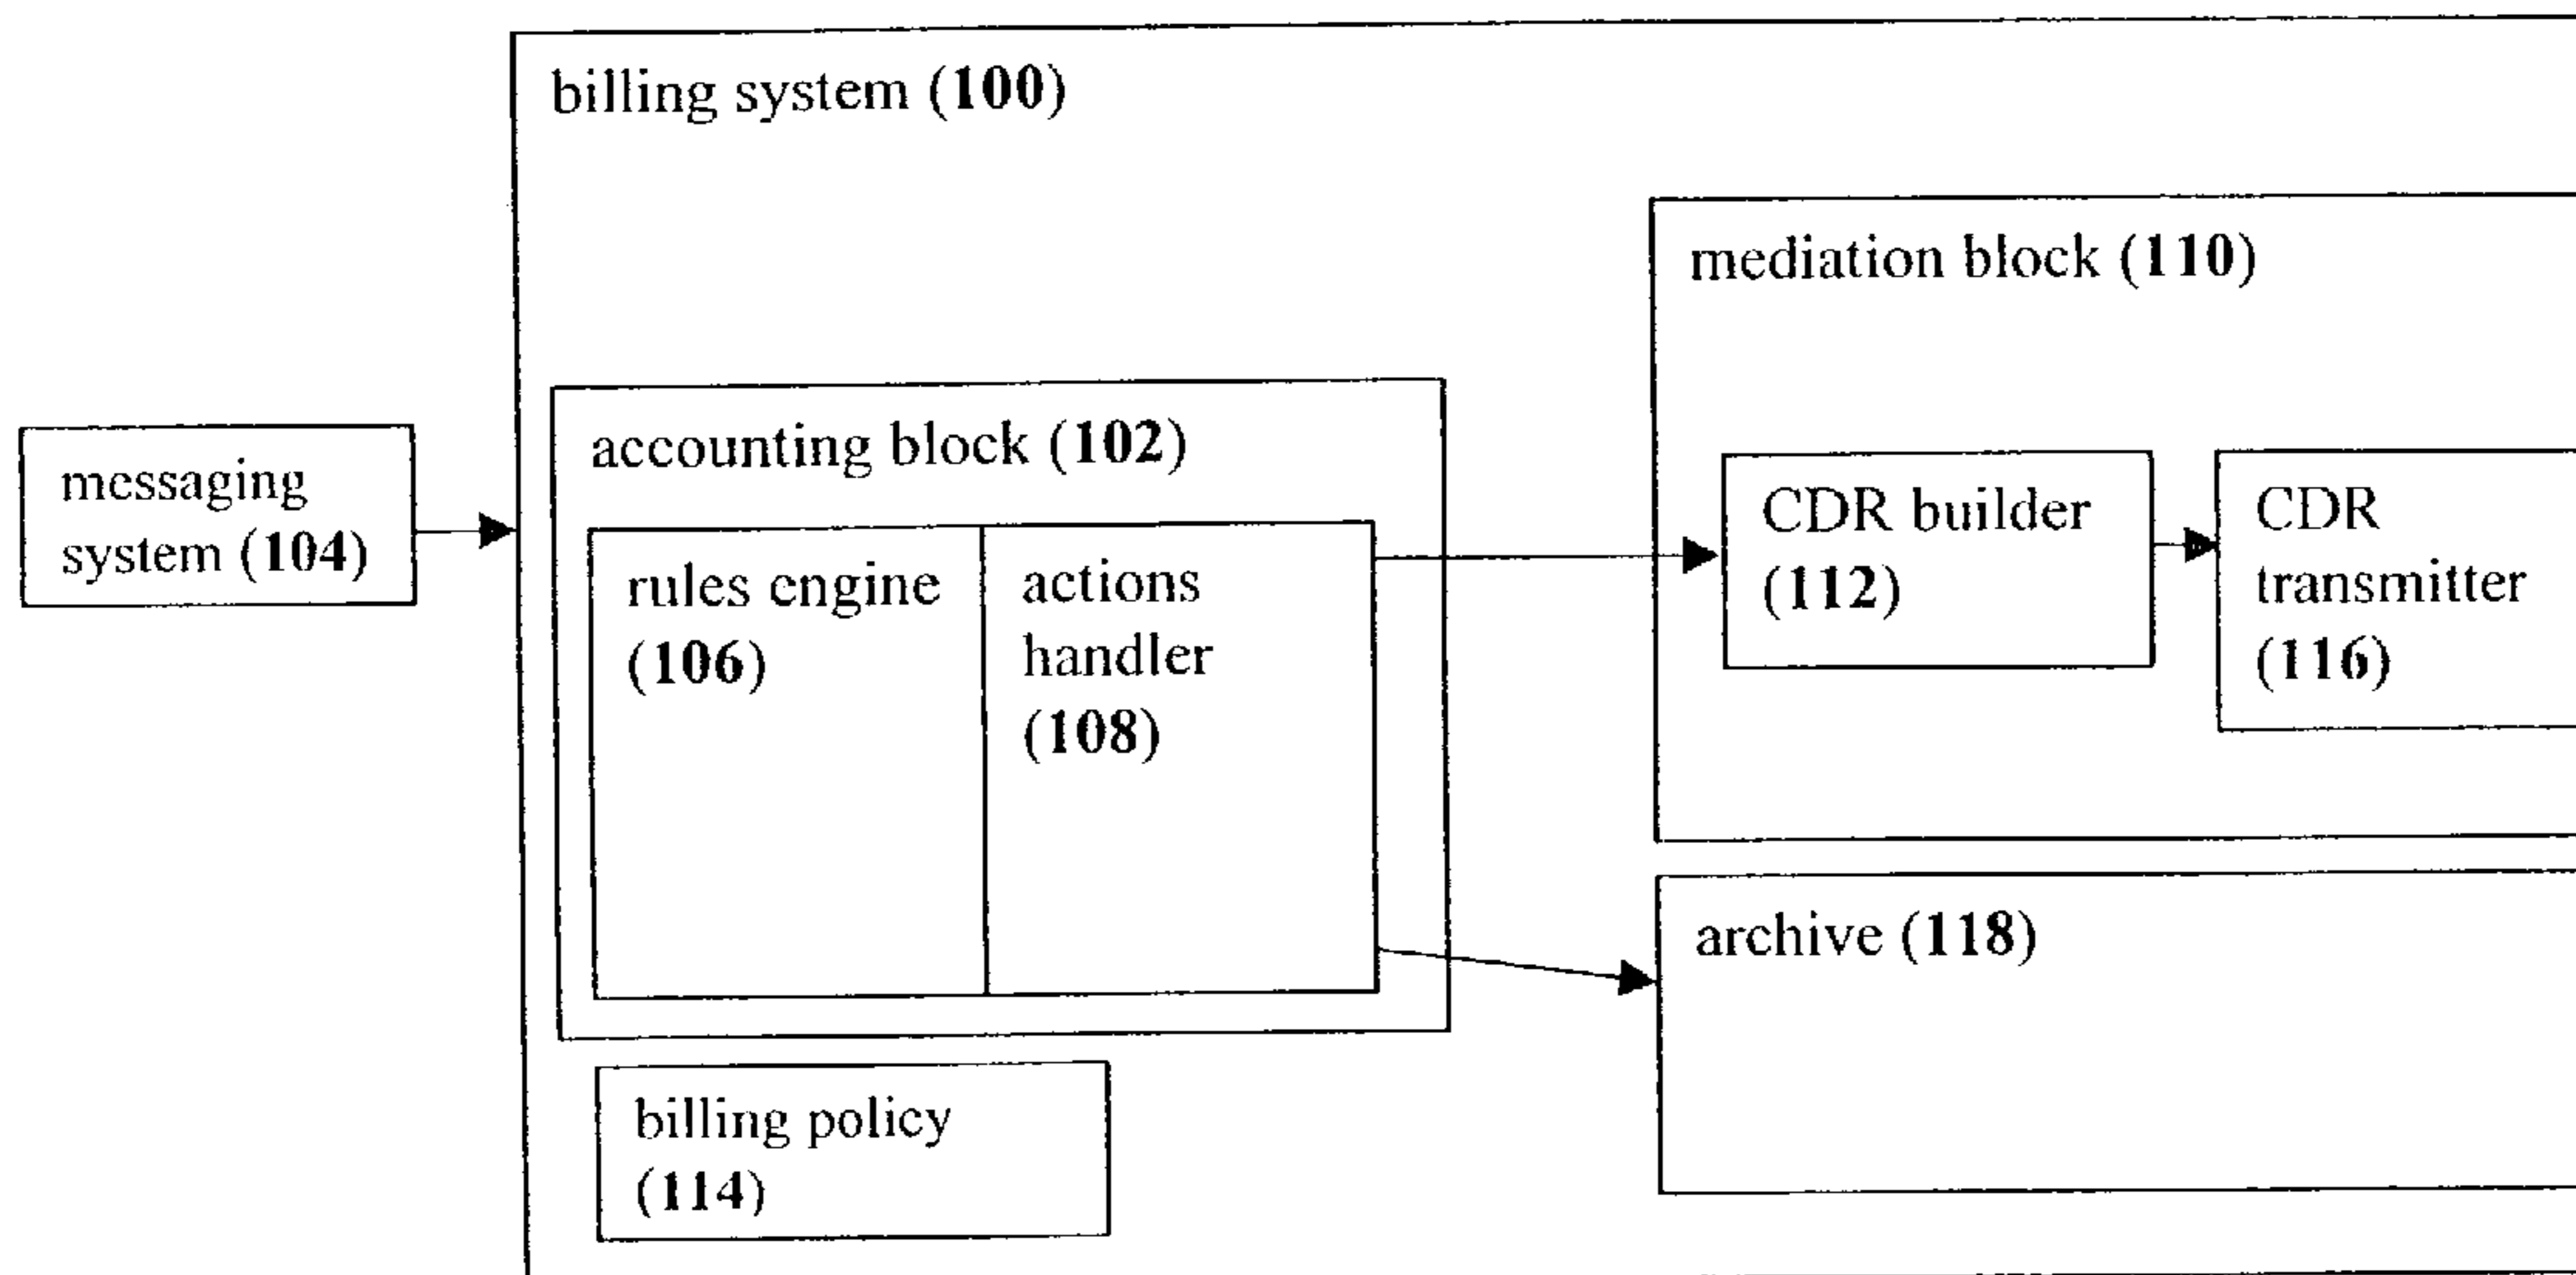 billing system (100)
mediation block (110)
accounting block (102)
messaging
system (104)
rules engine
(106)
actions
handler
(108)
CDR builder
(112)
CDR
transmitter
(116)
archive (118)
billing policy
(114)